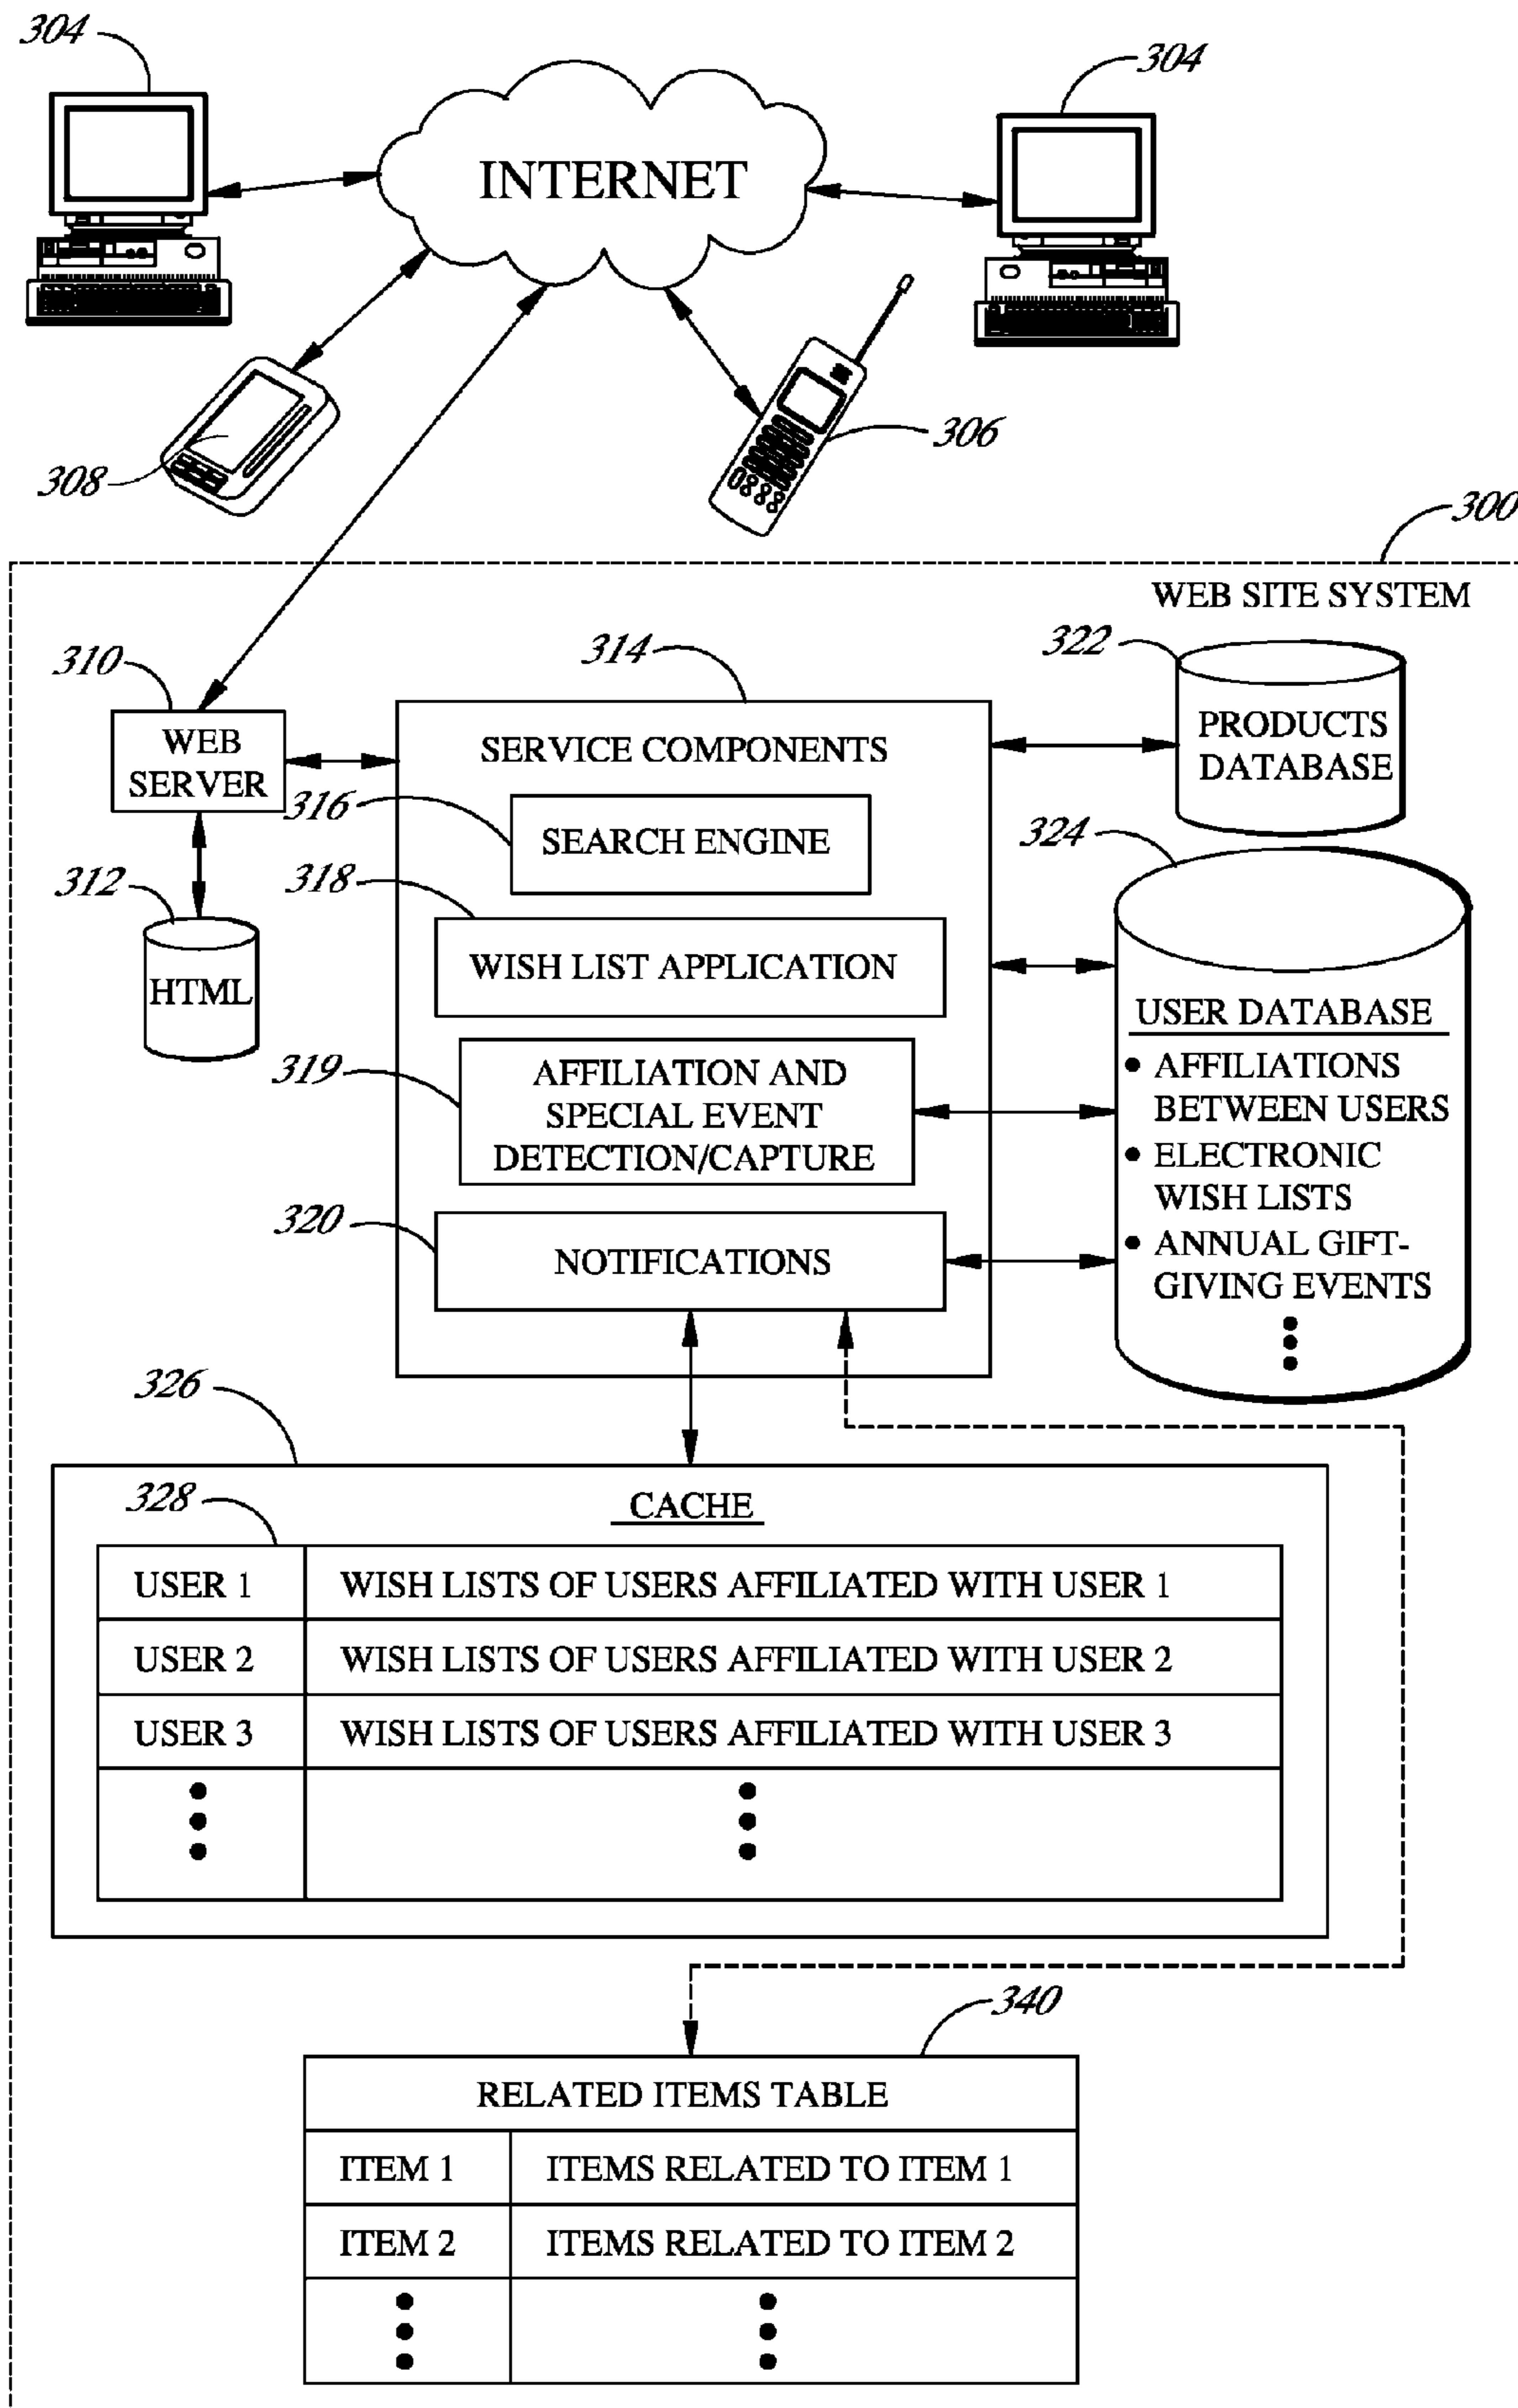 304
304
INTERNET
308
306
300
WEB SITE SYSTEM
310
314
322
WEB
SERVER
SERVICE COMPONENTS
PRODUCTS
DATABASE
316
SEARCH ENGINE
324
312
318
HTML
WISH LIST APPLICATION
USER DATABASE
319
AFFILIATION AND
SPECIAL EVENT
DETECTION/CAPTURE
• AFFILIATIONS
BETWEEN USERS
• ELECTRONIC
WISH LISTS
320
NOTIFICATIONS
• ANNUAL GIFT-
GIVING EVENTS
326
CACHE
328
USER 1 WISH LISTS OF USERS AFFILIATED WITH USER 1
USER 2 WISH LISTS OF USERS AFFILIATED WITH USER 2
USER 3 WISH LISTS OF USERS AFFILIATED WITH USER 3
340
RELATED ITEMS TABLE
ITEM 1 ITEMS RELATED TO ITEM 1
ITEM 2 ITEMS RELATED TO ITEM 2